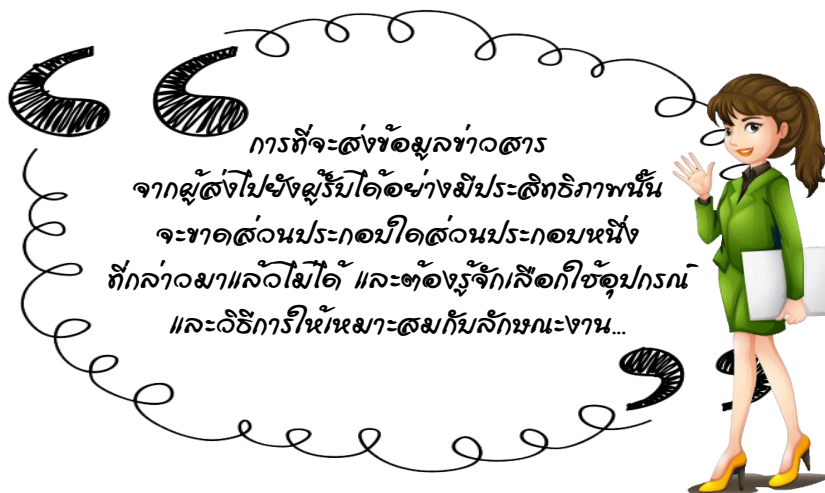 การที่จะส่งข้อมูลข่าวสาร
จากผู้ส่งไปยังผู้รับได้อย่างมีประสิทธิภาพนั้น
จะขาดส่วนประกอบใดส่วนประกอบหนึ่ง
ที่กล่าวมาแล้วไม่ได้ และต้องรู้จักเลือกใช้อุปกรณ์
และวิธีการให้เหมาะสมกับลักษณะงาน...